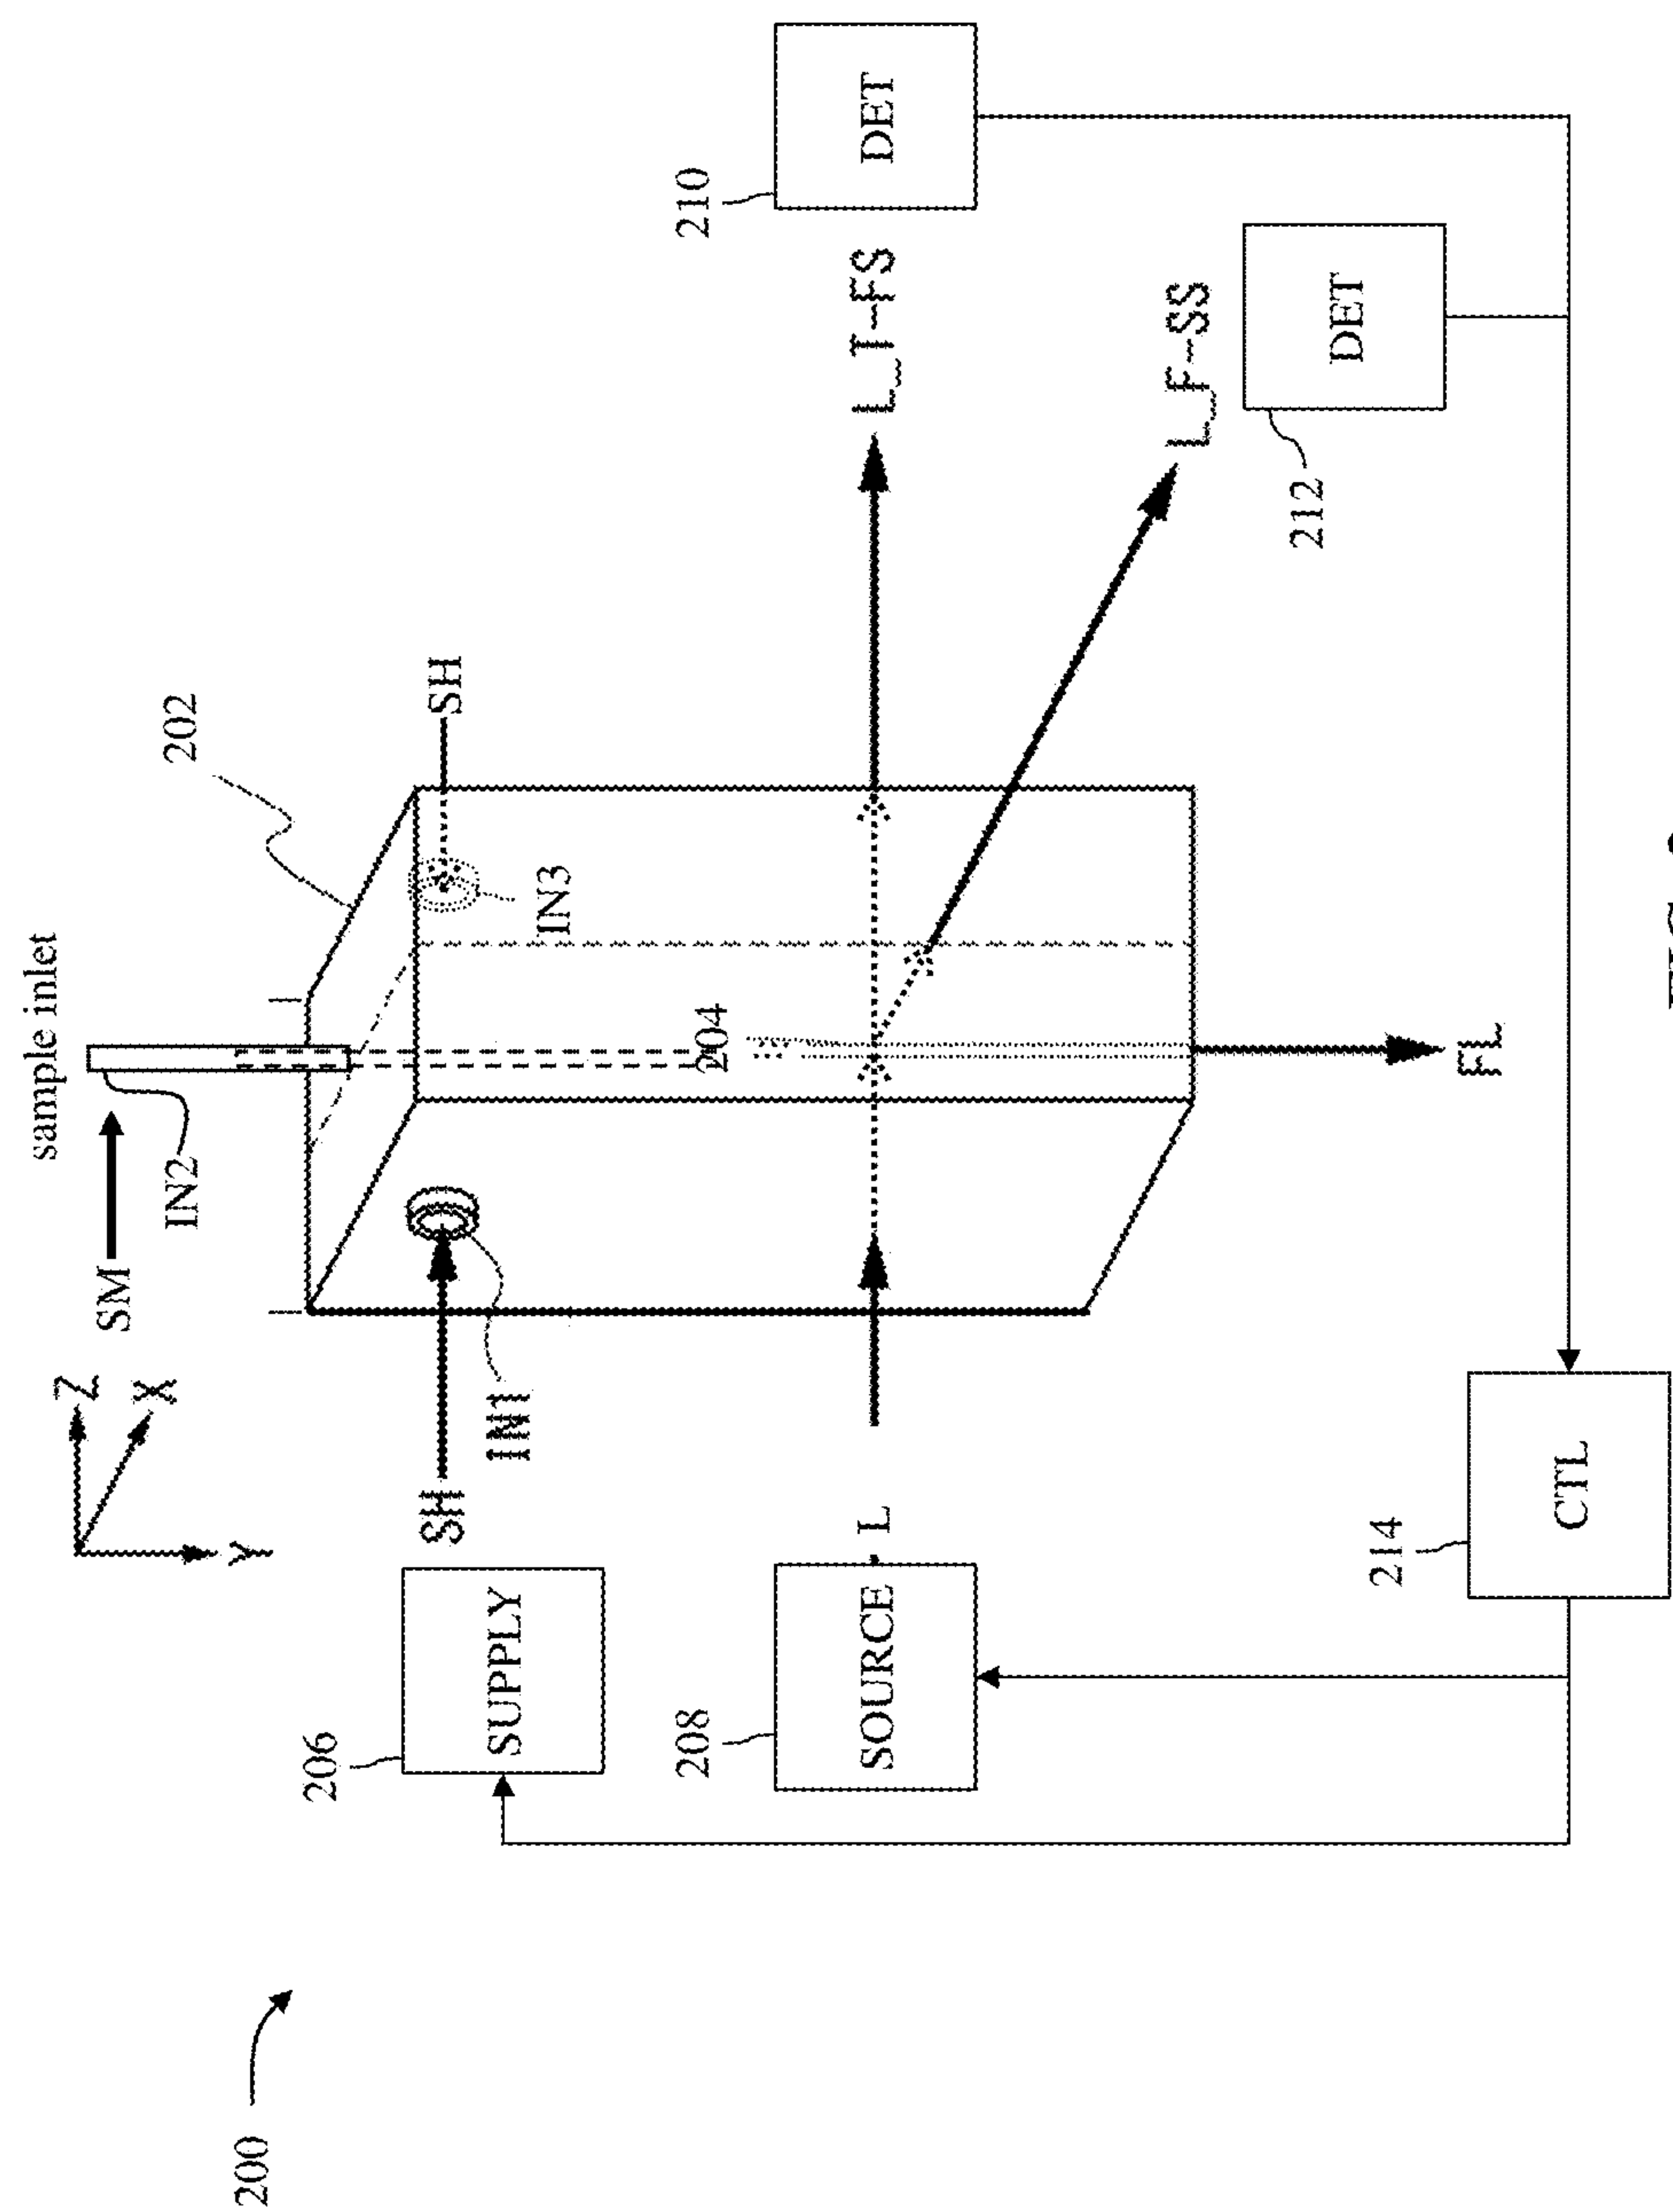 sample inlet
Z
SM
X
IN2
202
200
Y
206
SH
SH
SUPPLY
IN1
IN3
208
204
210
SOURCE
L
L_T-FS
DET
L_F-SS
212
DET
214
FL
CTL